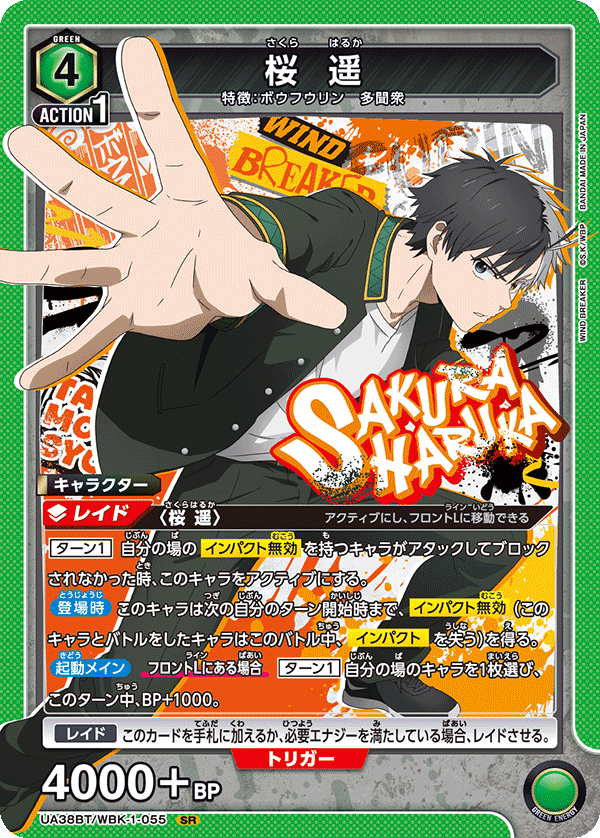 GREEN
4
ACTION 1
さくら はるか
桜 遥
特徴：ボウフウリン 多聞衆
WIND
BREAKER
SAKURA
HARUKA
WIND BREAKER ©S.K/WBP BANDAI MADE IN JAPAN
キャラクター
レイド 〈桜 遥〉 アクティブにし、フロントLに移動できる
ターン1 自分の場の インパクト無効 を持つキャラがアタックしてブロック
されなかった時、このキャラをアクティブにする。
登場時 このキャラは次の自分のターン開始時まで、インパクト無効（この
キャラとバトルをしたキャラはこのバトル中、インパクト を失う）を得る。
起動メイン フロントLにある場合 ターン1 自分の場のキャラを1枚選び、
このターン中、BP+1000。
レイド このカードを手札に加えるか、必要エナジーを満たしている場合、レイドさせる。
トリガー
4000+BP
GREEN ENERGY
UA38BT/WBK-1-055 SR